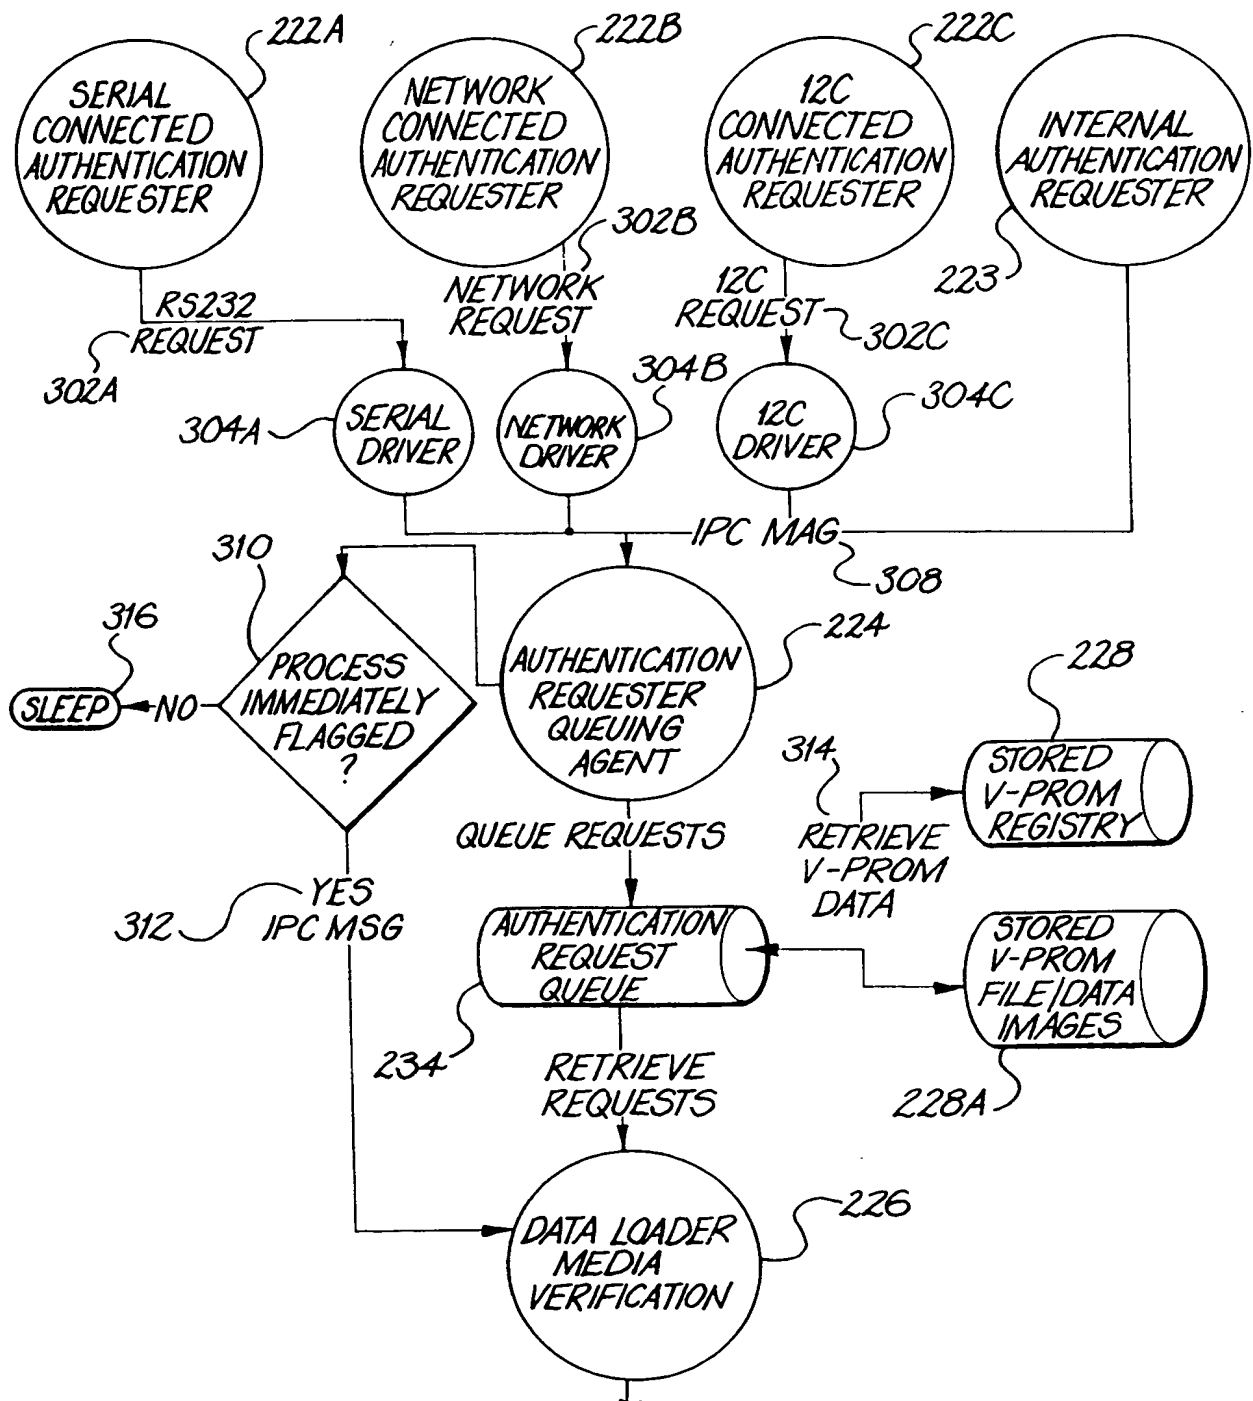 222A
222B
222C
SERIAL
CONNECTED
AUTHENTICATION
REQUESTER
NETWORK
CONNECTED
AUTHENTICATION
REQUESTER
12C
CONNECTED
AUTHENTICATION
REQUESTER
INTERNAL
AUTHENTICATION
REQUESTER
223
RS232
REQUEST
302A
302B
NETWORK
REQUEST
12C
REQUEST
302C
304A
SERIAL
DRIVER
NETWORK
DRIVER
304B
12C
DRIVER
304C
IPC MAG
308
310
316
SLEEP
NO
PROCESS
IMMEDIATELY
FLAGGED
?
AUTHENTICATION
REQUESTER
QUEUING
AGENT
224
228
STORED
V-PROM
REGISTRY
314
RETRIEVE
V-PROM
DATA
QUEUE REQUESTS
312
YES
IPC MSG
AUTHENTICATION
REQUEST
QUEUE
234
STORED
V-PROM
FILE/DATA
IMAGES
228A
RETRIEVE
REQUESTS
DATA LOADER
MEDIA
VERIFICATION
226